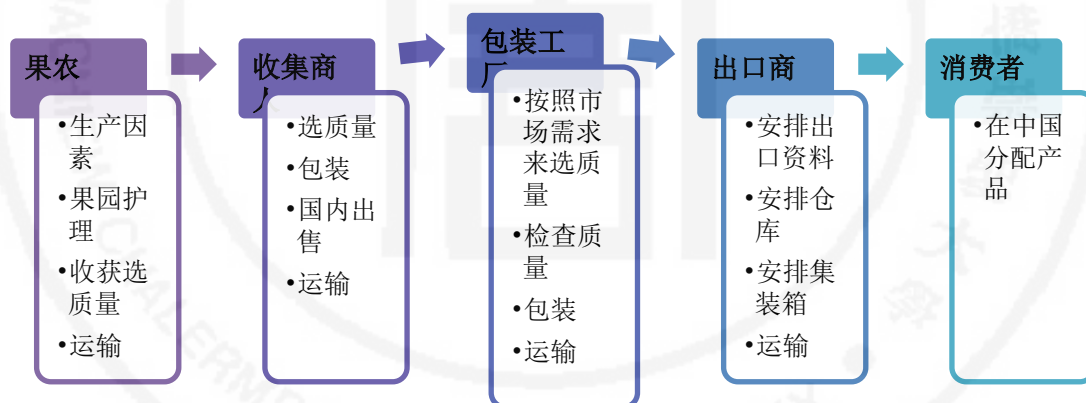 果农
•生产因
素
•果园护
理
•收获选
质量
•运输
收集商
人
•选质量
•包装
•国内出
售
•运输
包装工
厂
•按照市
场需求
来选质
量
•检查质
量
•包装
•运输
出口商
•安排出
口资料
•安排仓
库
•安排集
装箱
•运输
消费者
•在中国
分配产
品